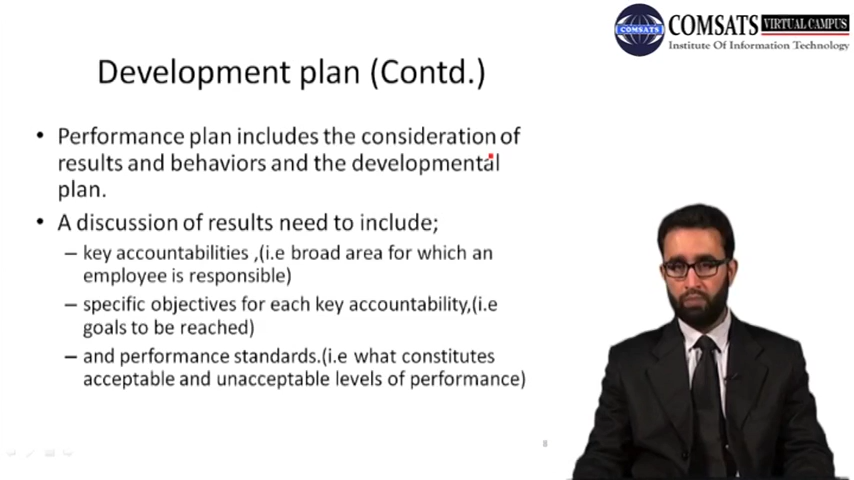 COMSATS VIRTUAL CAMPUS
COMSATS
Institute Of Information Technology
Development plan (Contd.)
• Performance plan includes the consideration of
results and behaviors and the developmental
plan.
• A discussion of results need to include;
– key accountabilities ,(i.e broad area for which an
employee is responsible)
– specific objectives for each key accountability,(i.e
goals to be reached)
– and performance standards.(i.e what constitutes
acceptable and unacceptable levels of performance)